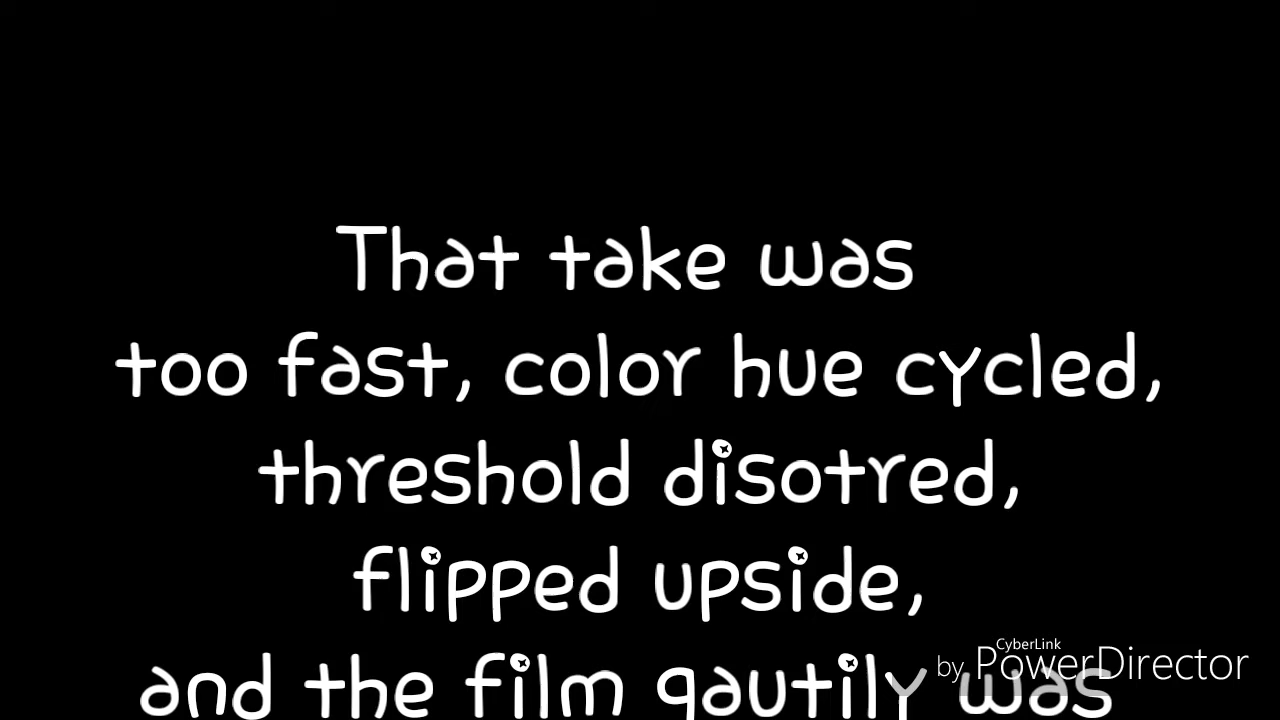 That take was
too fast, color hue cycled,
threshold disotred,
flipped upside,
and the film qautily was
CyberLink
by PowerDirector